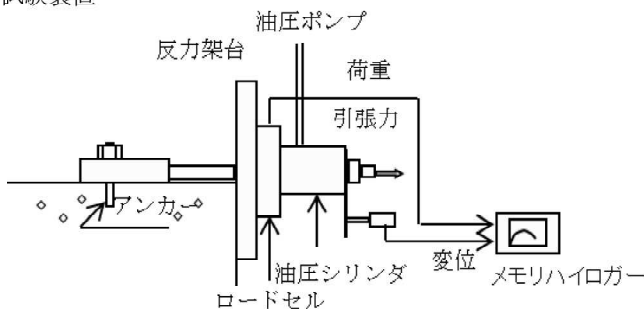 試験装置
油圧ポンプ
反力架台
荷重
引張力
アンカー
油圧シリンダ
変位
メモリハイロガー
ロードセル